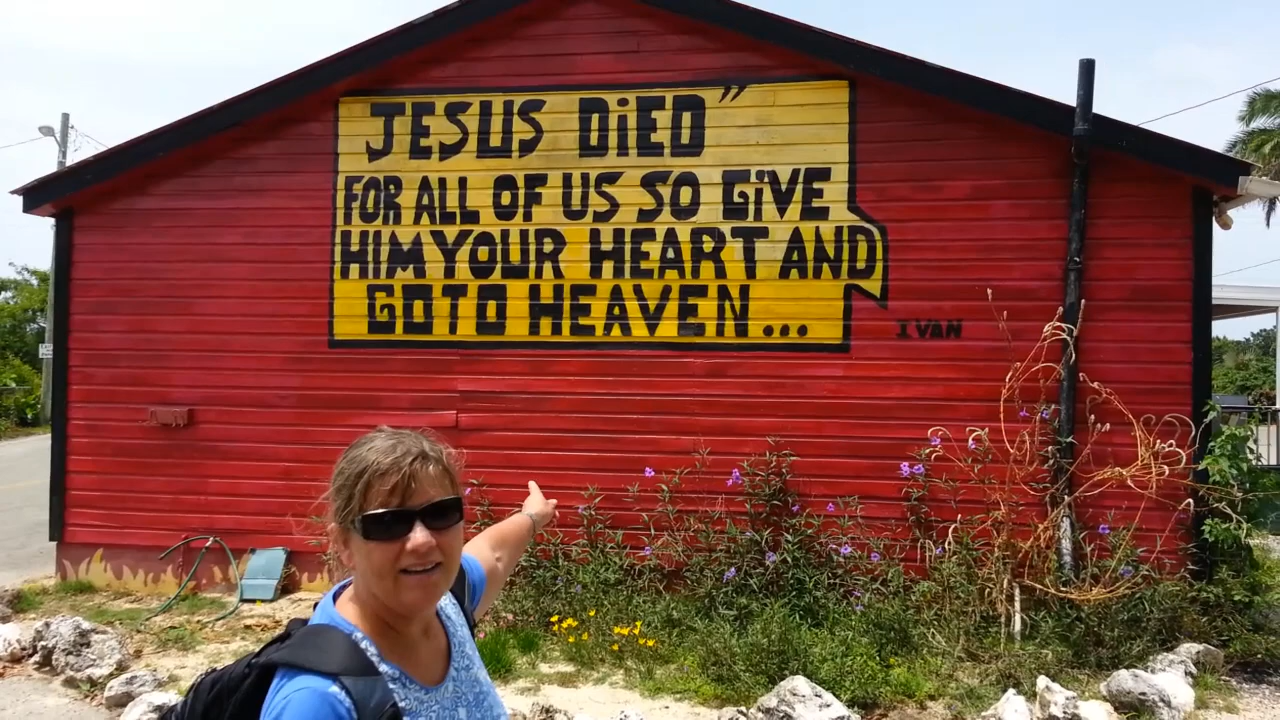 JESUS DiED"
FOR ALL OF US SO GiVE
HIM YOUR HEART AND
GO TO HEAVEN...
IVAN